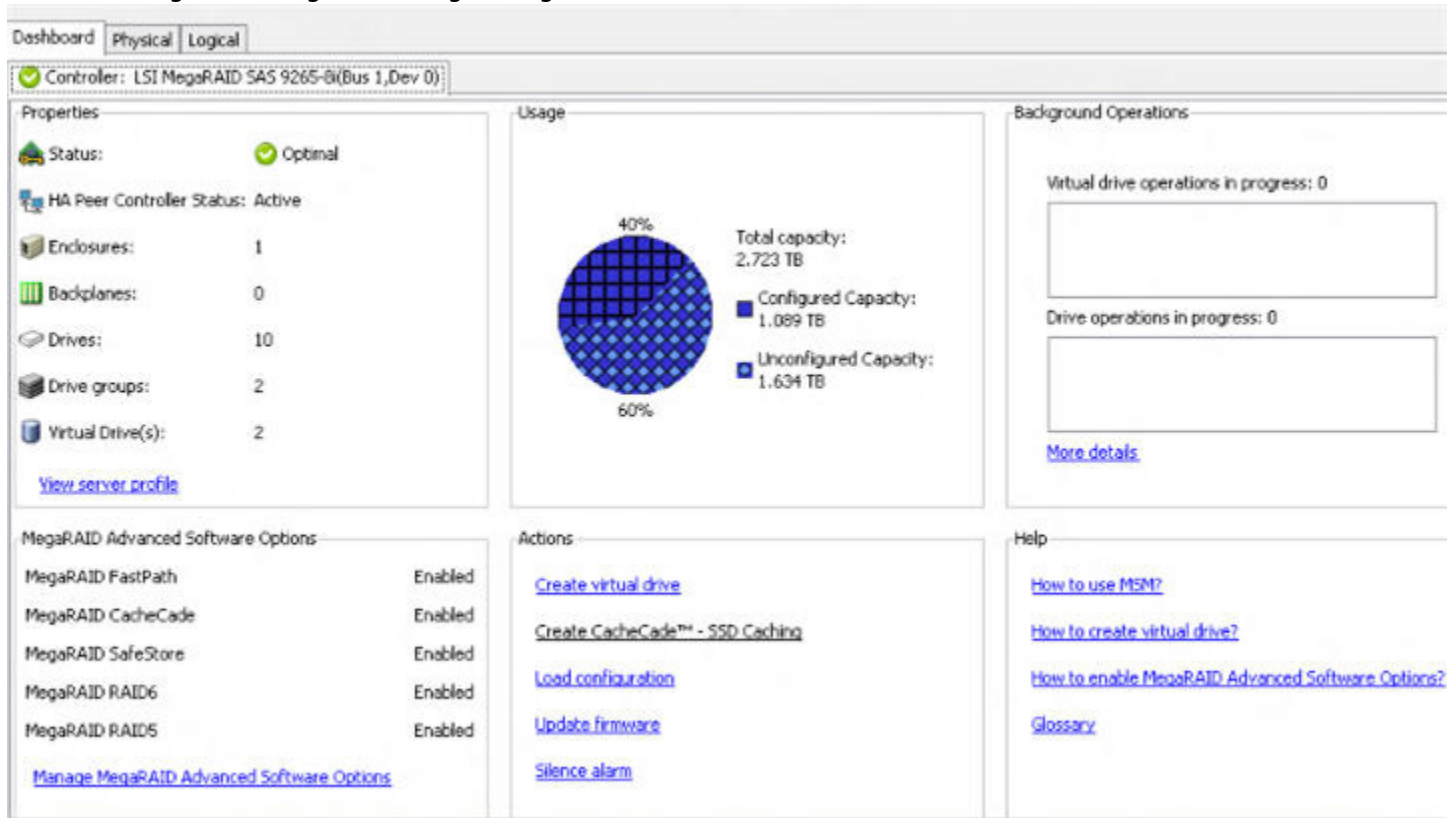 Dashboard Physical Logical
Controller: LSI MegaRAID SAS 9265-8i(Bus 1,Dev 0)
Properties
Status: Optimal
HA Peer Controller Status: Active
Enclosures: 1
Backplanes: 0
Drives: 10
Drive groups: 2
Virtual Drive(s): 2
View server profile
Usage
40%
60%
Total capacity:
2.723 TB
Configured Capacity:
1.089 TB
Unconfigured Capacity:
1.634 TB
Background Operations
Virtual drive operations in progress: 0
Drive operations in progress: 0
More details
MegaRAID Advanced Software Options
MegaRAID FastPath Enabled
MegaRAID CacheCade Enabled
MegaRAID SafeStore Enabled
MegaRAID RAID6 Enabled
MegaRAID RAID5 Enabled
Manage MegaRAID Advanced Software Options
Actions
Create virtual drive
Create CacheCade™ - SSD Caching
Load configuration
Update firmware
Silence alarm
Help
How to use MSM?
How to create virtual drive?
How to enable MegaRAID Advanced Software Options?
Glossary